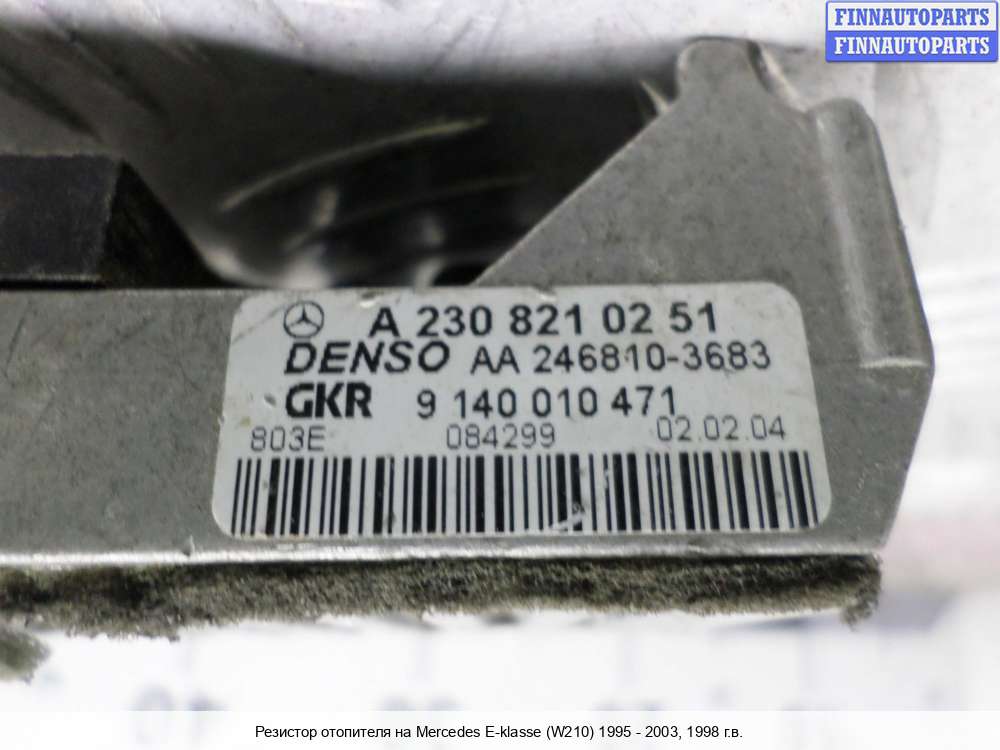 FINNAUTOPARTS
FINNAUTOPARTS
A 230 821 02 51
DENSO AA 246810-3683
GKR 9 140 010 471
803E 084299 02.02.04
Резистор отопителя на Mercedes E-klasse (W210) 1995 - 2003, 1998 г.в.